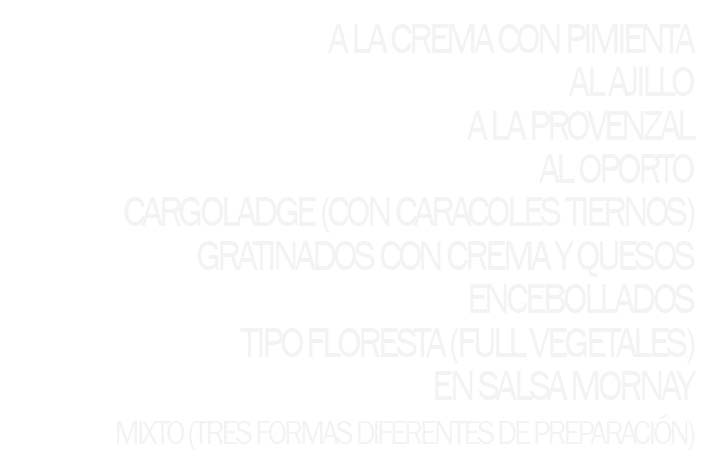 A LA CREMA CON PIMIENTA
AL AJILLO
A LA PROVENZAL
AL OPORTO
CARGOLADGE (CON CARACOLES TIERNOS)
GRATINADOS CON CREMA Y QUESOS
ENCEBOLLADOS
TIPO FLORESTA (FULL VEGETALES)
EN SALSA MORNAY
MIXTO (TRES FORMAS DIFERENTES DE PREPARACIÓN)